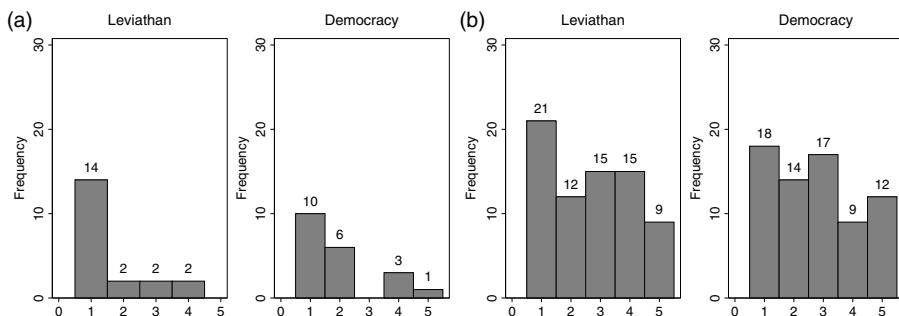 (a) Leviathan Democracy (b) Leviathan Democracy
30 30 30 30
20 20 20 20
10 10 10 10
0 0 0 0
Frequency Frequency Frequency Frequency
14 2 2 2
10 6 3 1
21 12 15 15 9
18 14 17 9 12
0 1 2 3 4 5 0 1 2 3 4 5 0 1 2 3 4 5 0 1 2 3 4 5